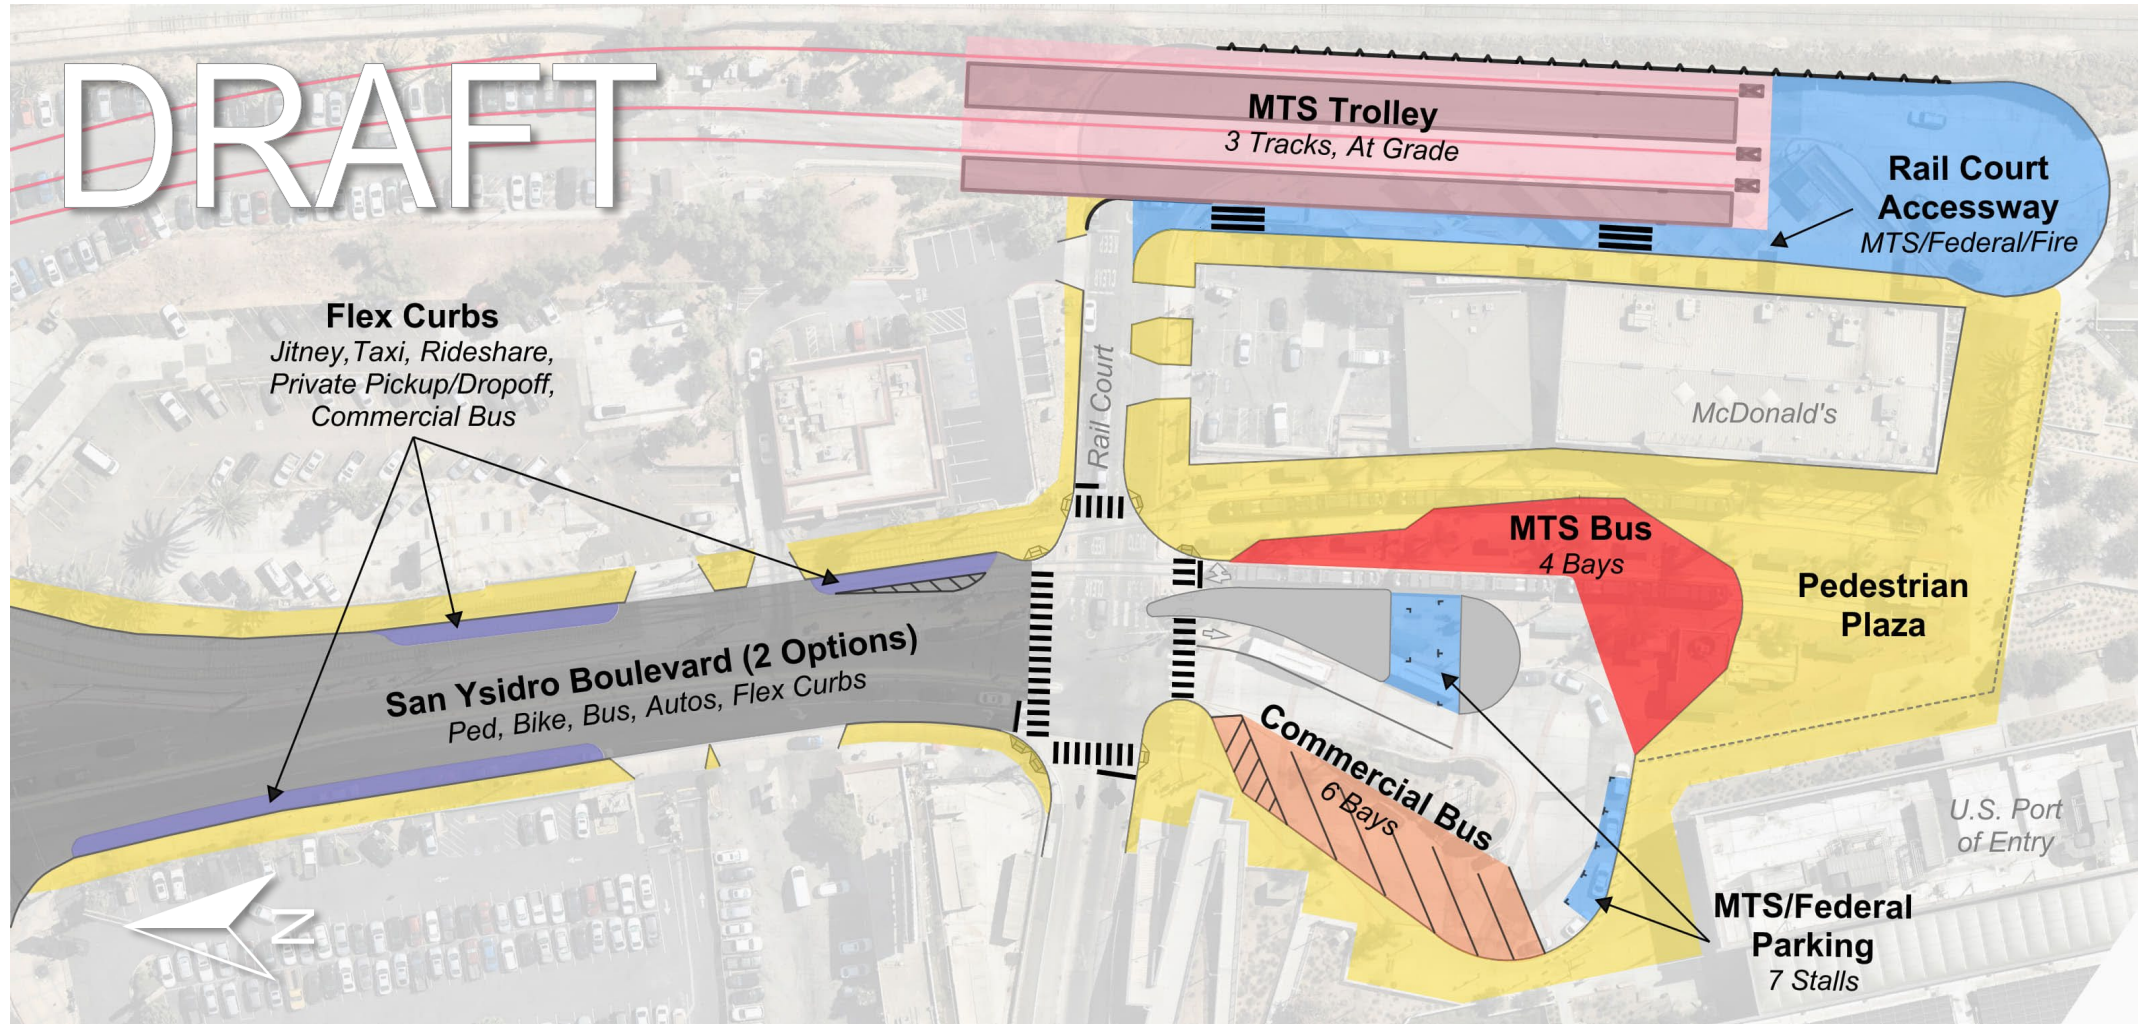 DRAFT
MTS Trolley
3 Tracks, At Grade
Rail Court
Accessway
MTS/Federal/Fire
Flex Curbs
Jitney,Taxi, Rideshare,
Private Pickup/Dropoff,
Commercial Bus
Rail Court
McDonald's
MTS Bus
4 Bays
Pedestrian
Plaza
San Ysidro Boulevard (2 Options)
Ped, Bike, Bus, Autos, Flex Curbs
Commercial Bus
6 Bays
U.S. Port
of Entry
MTS/Federal
Parking
7 Stalls
N